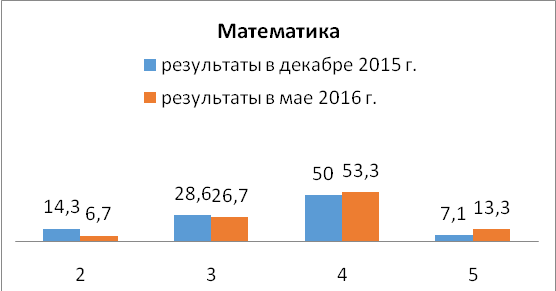 Математика
результаты в декабре 2015 г.
результаты в мае 2016 г.
14,3 6,7 28,6 26,7 50 53,3 7,1 13,3
2 3 4 5